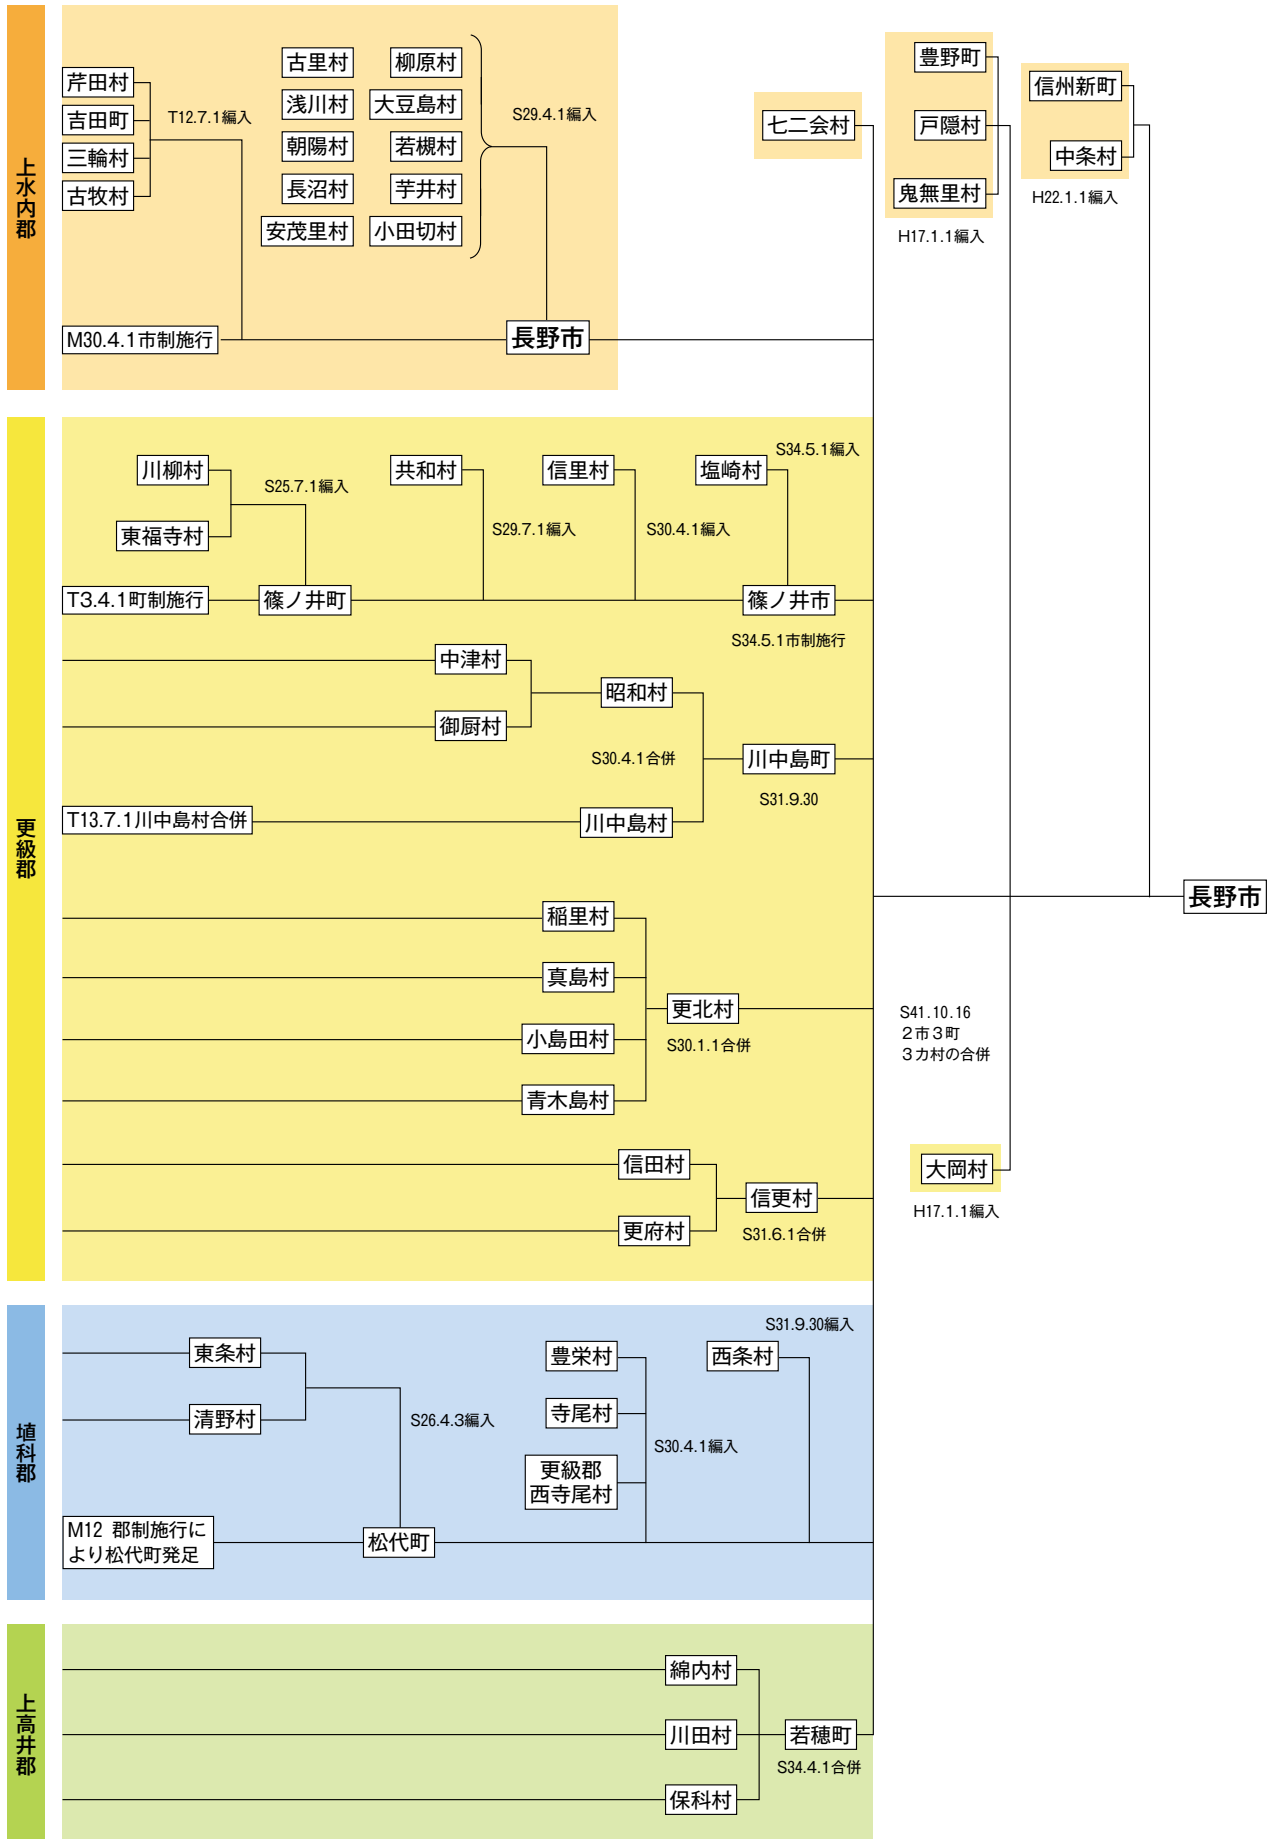 上水内郡
芹田村
吉田町
三輪村
古牧村
T12.7.1編入
古里村
柳原村
浅川村
大豆島村
朝陽村
若槻村
長沼村
芋井村
安茂里村
小田切村
S29.4.1編入
M30.4.1市制施行
長野市
七二会村
豊野町
戸隠村
鬼無里村
H17.1.1編入
信州新町
中条村
H22.1.1編入
更級郡
川柳村
東福寺村
S25.7.1編入
共和村
S29.7.1編入
信里村
S30.4.1編入
塩崎村
S34.5.1編入
T3.4.1町制施行
篠ノ井町
篠ノ井市
S34.5.1市制施行
中津村
御厨村
昭和村
S30.4.1合併
川中島町
S31.9.30
T13.7.1川中島村合併
川中島村
長野市
稲里村
真島村
小島田村
青木島村
更北村
S30.1.1合併
S41.10.16
2市3町
3カ村の合併
信田村
更府村
信更村
S31.6.1合併
大岡村
H17.1.1編入
埴科郡
東条村
清野村
S26.4.3編入
豊栄村
寺尾村
更級郡
西寺尾村
S30.4.1編入
西条村
S31.9.30編入
M12 郡制施行に
より松代町発足
松代町
上高井郡
綿内村
川田村
保科村
若穂町
S34.4.1合併